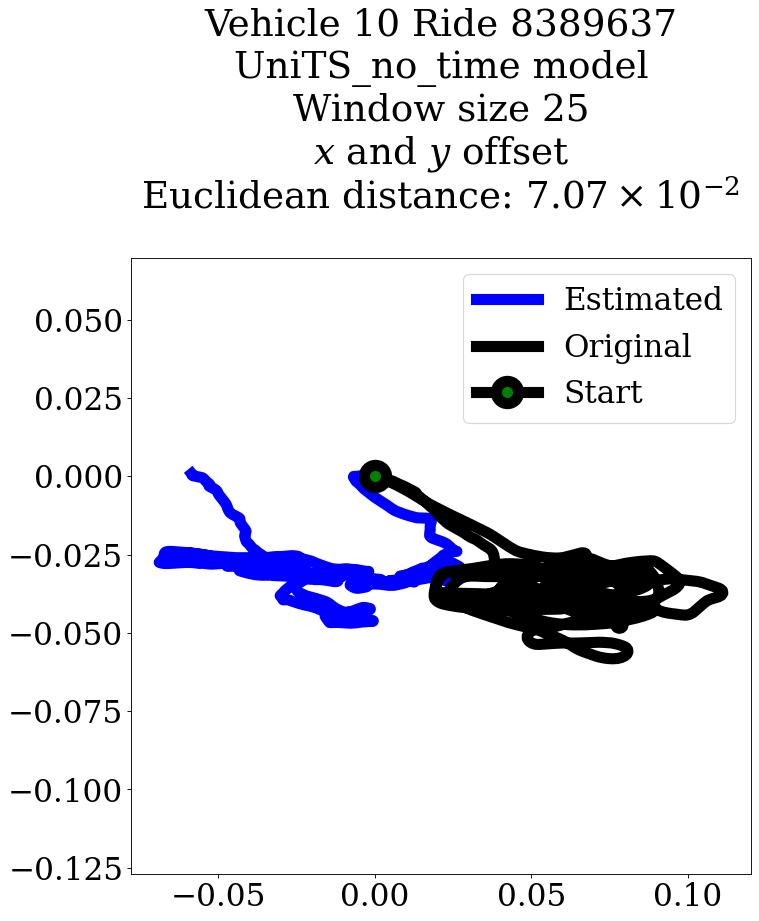 Vehicle 10 Ride 8389637
UniTS_no_time model
Window size 25
x and y offset
Euclidean distance: 7.07 × 10⁻²
Estimated
Original
Start
0.050
0.025
0.000
−0.025
−0.050
−0.075
−0.100
−0.125
−0.05
0.00
0.05
0.10